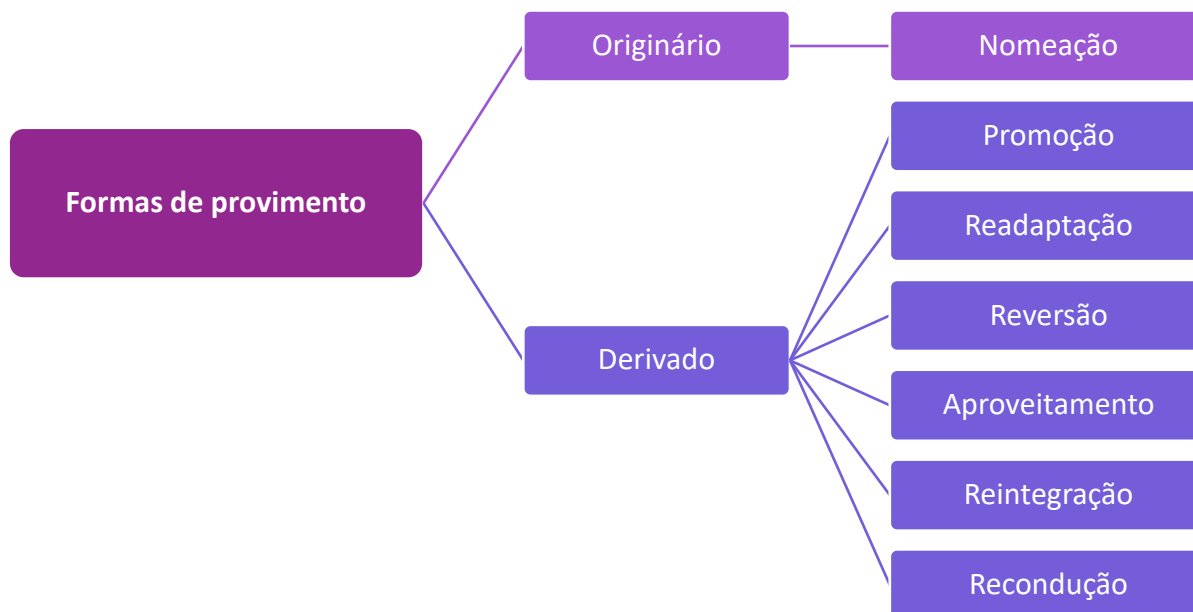 Formas de provimento
Originário
Nomeação
Derivado
Promoção
Readaptação
Reversão
Aproveitamento
Reintegração
Recondução